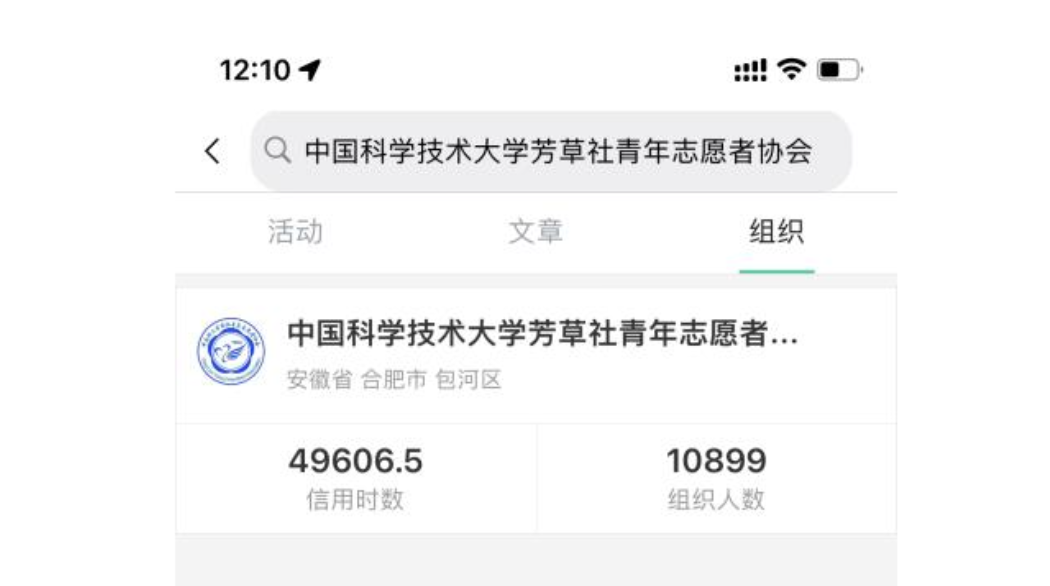 12:10
中国科学技术大学芳草社青年志愿者协会
活动 文章 组织
中国科学技术大学芳草社青年志愿者...
安徽省 合肥市 包河区
49606.5 10899
信用时数 组织人数